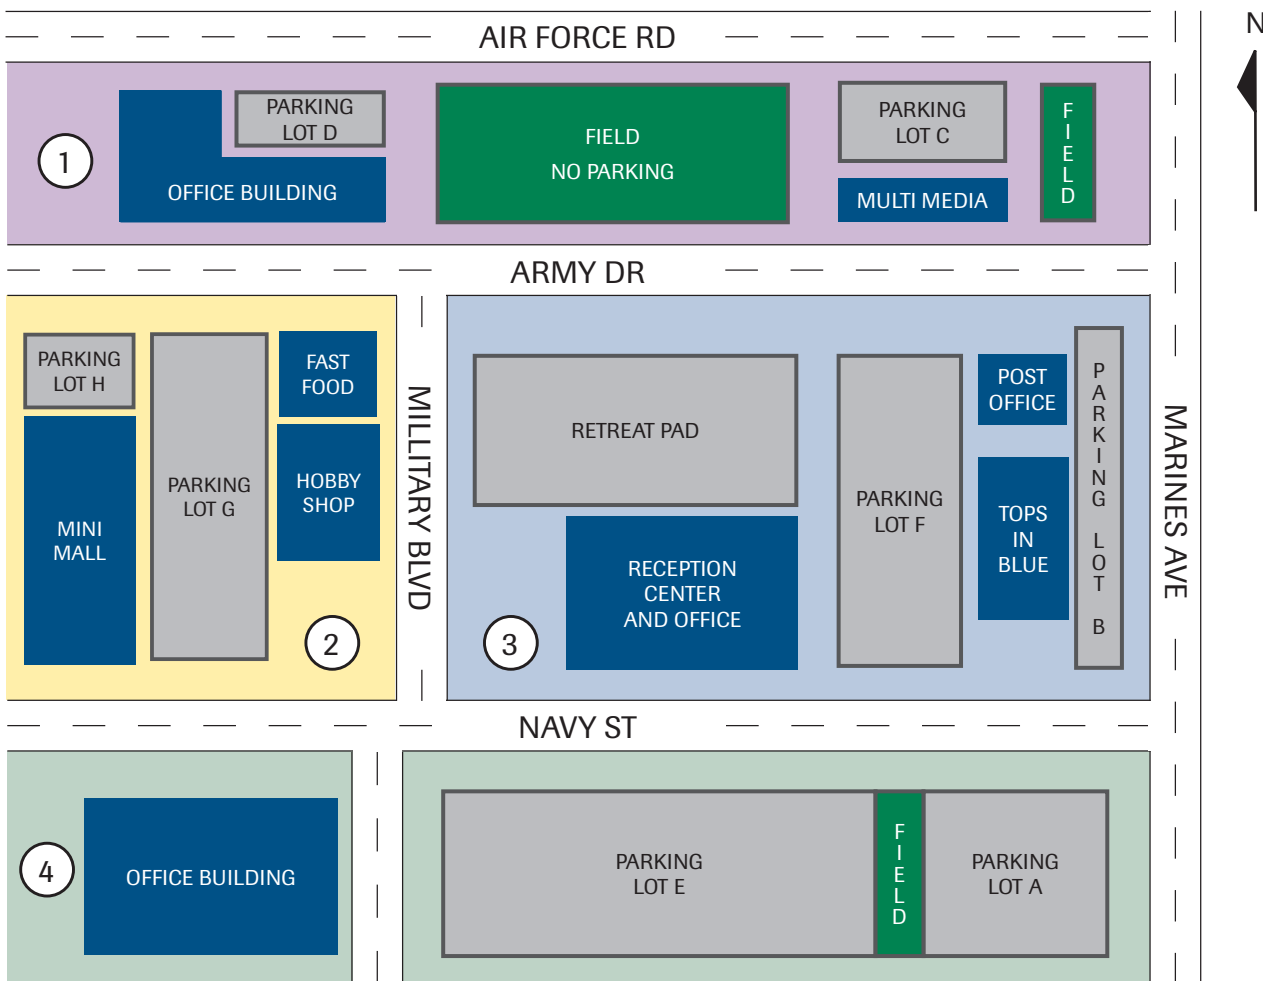 AIR FORCE RD
N
1
PARKING
LOT D
OFFICE BUILDING
FIELD
NO PARKING
PARKING
LOT C
MULTI MEDIA
FIELD
ARMY DR
PARKING
LOT H
MINI
MALL
PARKING
LOT G
FAST
FOOD
HOBBY
SHOP
2
MILLITARY BLVD
RETREAT PAD
RECEPTION
CENTER
AND OFFICE
3
PARKING
LOT F
POST
OFFICE
TOPS
IN
BLUE
PARKING LOT B
MARINES AVE
NAVY ST
4
OFFICE BUILDING
PARKING
LOT E
FIELD
PARKING
LOT A